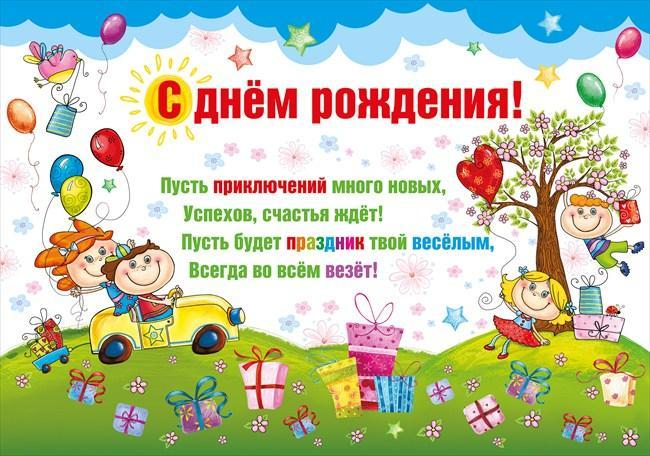 С днём рождения!
Пусть приключений много новых,
Успехов, счастья ждёт!
Пусть будет праздник твой весёлым,
Всегда во всём везёт!